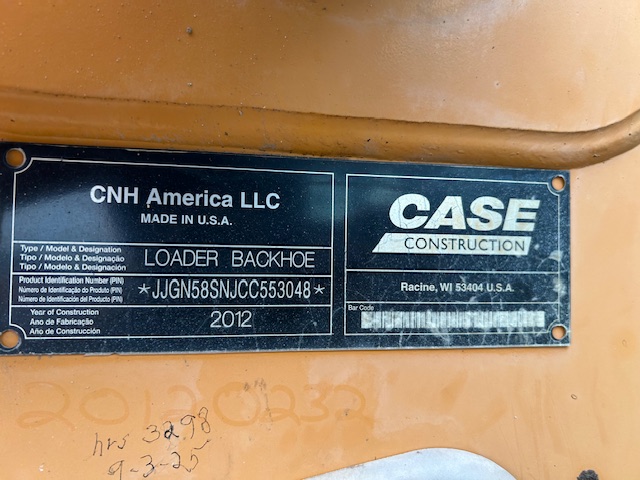 CNH America LLC
MADE IN U.S.A.
Type / Model & Designation
Tipo / Modelo & Designação
Tipo / Modelo & Designación
LOADER BACKHOE
Product Identification Number (PIN)
Número de Identificação do Produto (PIN)
Número de Identificación del Producto (PIN)
*JJGN58SNJCC553048*
Year of Construction
Ano de Fabricação
Año de Construcción
2012
CASE
CONSTRUCTION
Racine, WI 53404 U.S.A.
Bar Code
20120232
hrs 3298
9-3-25